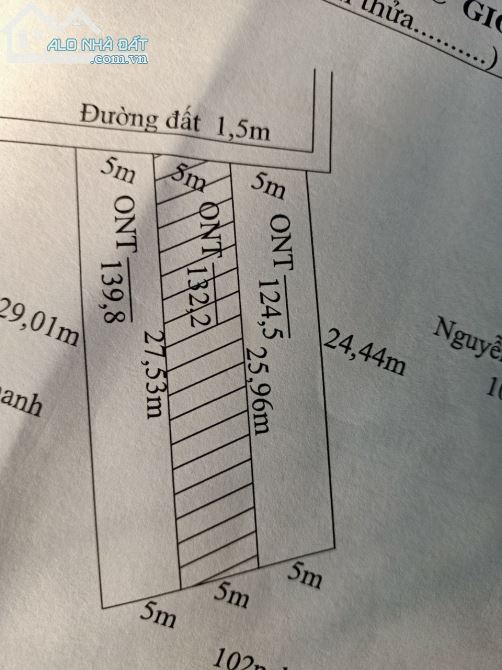 ALO NHÀ ĐẤT
.com.vn
GIỚ
thửa..........)
Đường đất 1,5m
5m
5m
5m
ONT
139,8
ONT
132,2
ONT
124,5
29,01m
27,53m
25,96m
24,44m
Nguyễ
anh
5m
5m
5m